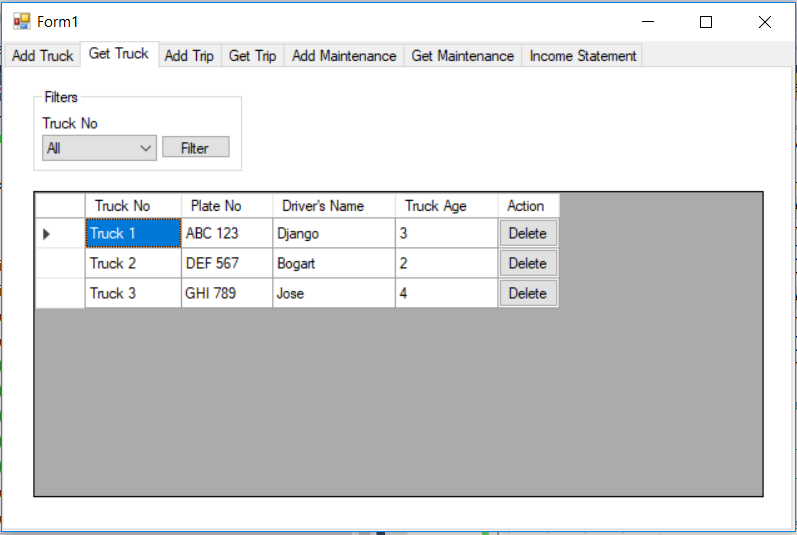 Form1
Add Truck Get Truck Add Trip Get Trip Add Maintenance Get Maintenance Income Statement
Filters
Truck No
All Filter
Truck No Plate No Driver's Name Truck Age Action
Truck 1 ABC 123 Django 3 Delete
Truck 2 DEF 567 Bogart 2 Delete
Truck 3 GHI 789 Jose 4 Delete